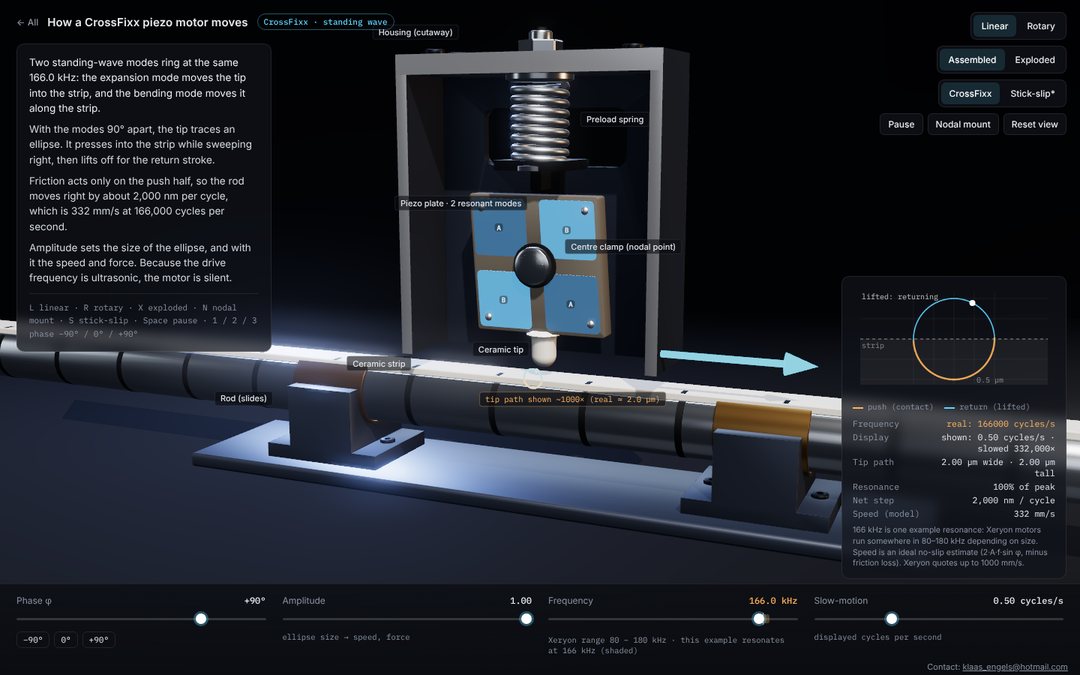 ← All
How a CrossFixx piezo motor moves
CrossFixx · standing wave
Two standing-wave modes ring at the same
166.0 kHz: the expansion mode moves the tip
into the strip, and the bending mode moves it
along the strip.
With the modes 90° apart, the tip traces an
ellipse. It presses into the strip while sweeping
right, then lifts off for the return stroke.
Friction acts only on the push half, so the rod
moves right by about 2,000 nm per cycle,
which is 332 mm/s at 166,000 cycles per
second.
Amplitude sets the size of the ellipse, and with
it the speed and force. Because the drive
frequency is ultrasonic, the motor is silent.
L linear · R rotary · X exploded · N nodal
mount · S stick-slip · Space pause · 1 / 2 / 3
phase −90° / 0° / +90°
Housing (cutaway)
Preload spring
Piezo plate · 2 resonant modes
A
B
Centre clamp (nodal point)
B
A
Ceramic tip
Ceramic strip
Rod (slides)
tip path shown ~1000× (real ≈ 2.0 µm)
Linear
Rotary
Assembled
Exploded
CrossFixx
Stick-slip*
Pause
Nodal mount
Reset view
lifted: returning
strip
0.5 µm
push (contact)
return (lifted)
Frequency
real: 166000 cycles/s
Display
shown: 0.50 cycles/s ·
slowed 332,000×
Tip path
2.00 µm wide · 2.00 µm
tall
Resonance
100% of peak
Net step
2,000 nm / cycle
Speed (model)
332 mm/s
166 kHz is one example resonance: Xeryon motors
run somewhere in 80–180 kHz depending on size.
Speed is an ideal no-slip estimate (2·A·f·sin φ, minus
friction loss). Xeryon quotes up to 1000 mm/s.
Phase φ
+90°
−90°
0°
+90°
Amplitude
1.00
ellipse size → speed, force
Frequency
166.0 kHz
Xeryon range 80 – 180 kHz · this example resonates
at 166 kHz (shaded)
Slow-motion
0.50 cycles/s
displayed cycles per second
Contact: klaas_engels@hotmail.com